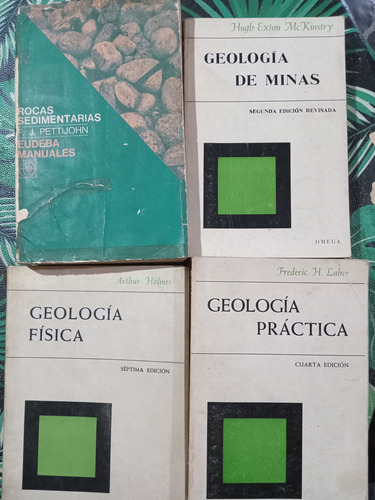 ROCAS
SEDIMENTARIAS
F. J. PETTIJOHN
EUDEBA
MANUALES
Hugh Exton McKinstry
GEOLOGÍA
DE MINAS
SEGUNDA EDICIÓN REVISADA
OMEGA
Arthur Holmes
GEOLOGÍA
FÍSICA
SÉPTIMA EDICIÓN
Frederic H. Lahee
GEOLOGÍA
PRÁCTICA
CUARTA EDICIÓN